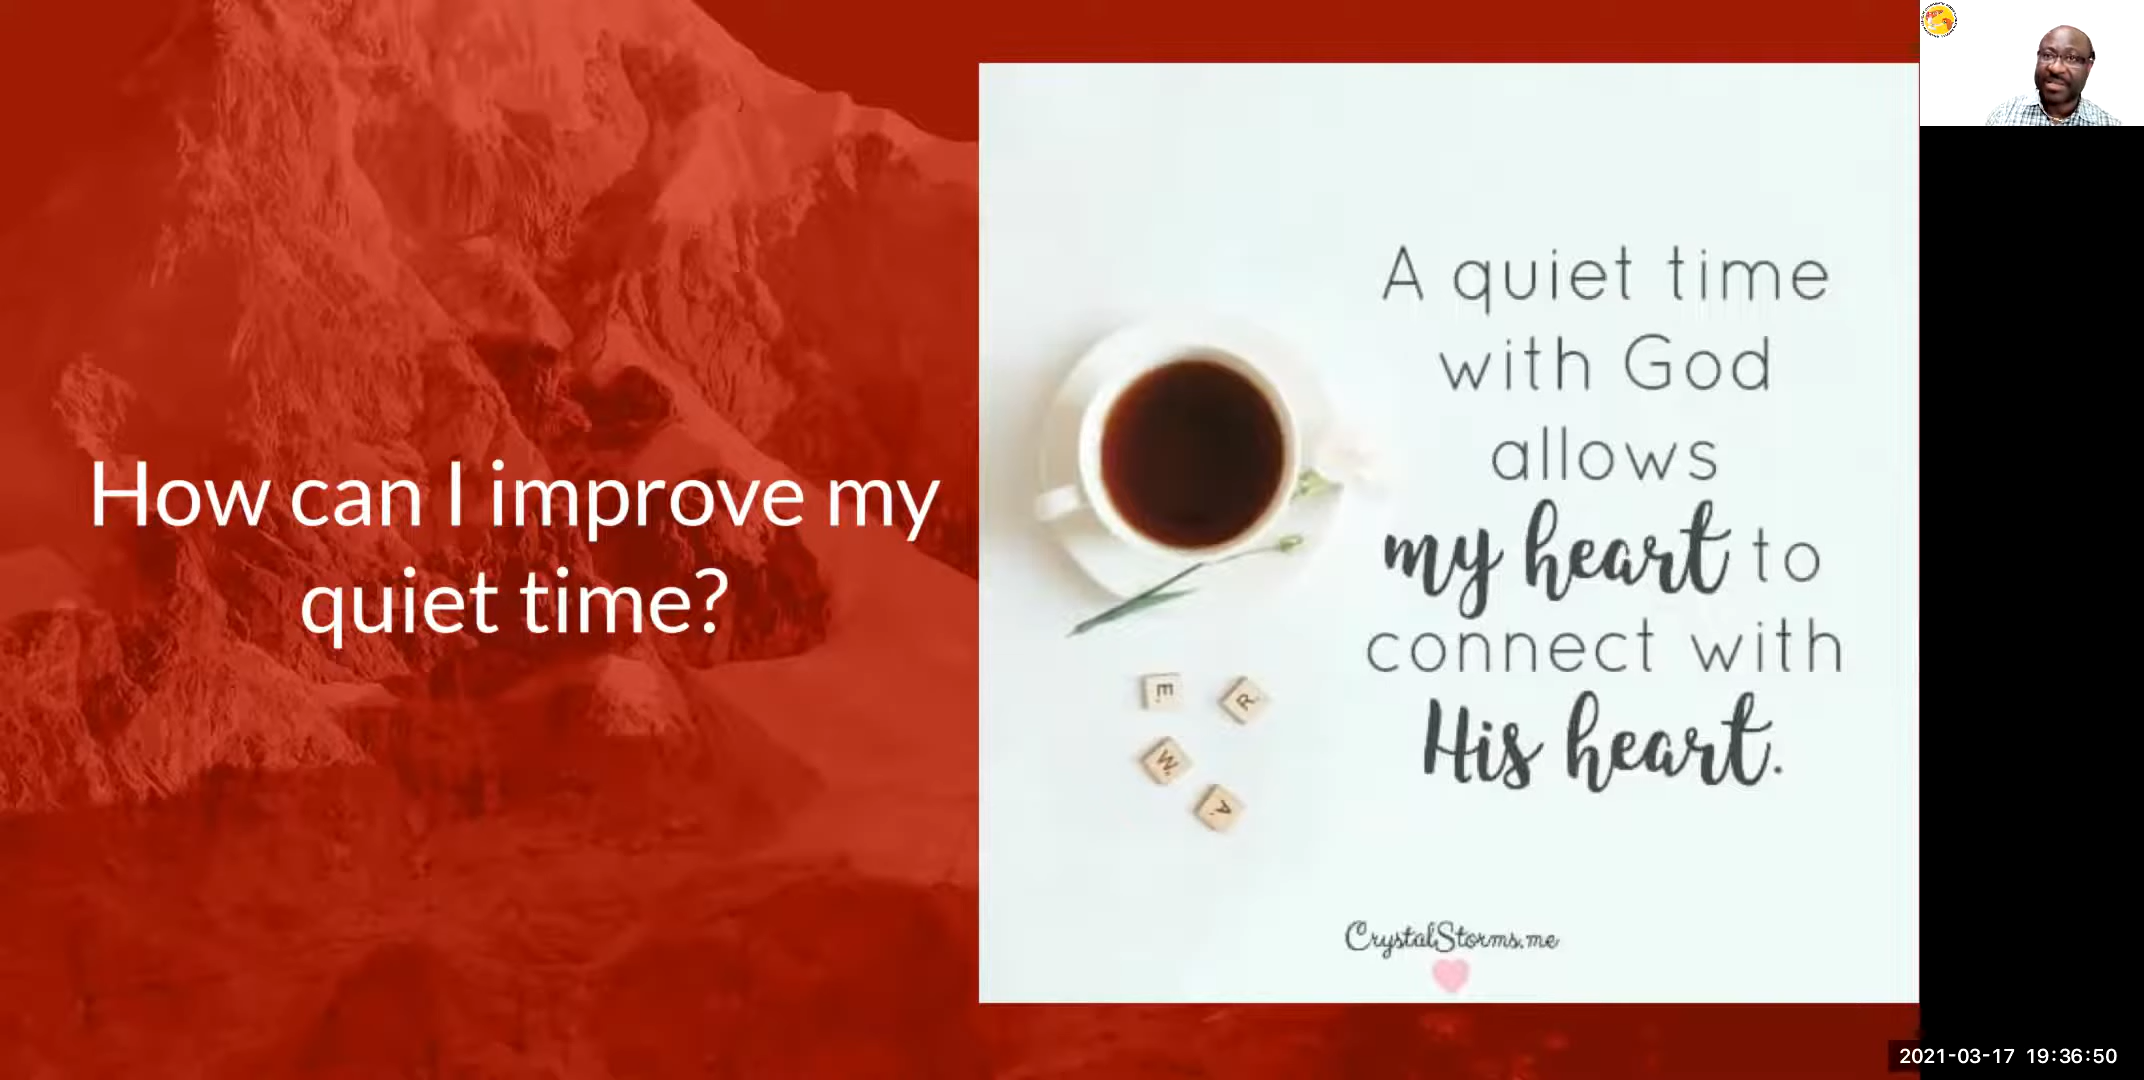 How can I improve my
quiet time?
A quiet time
with God
allows
my heart to
connect with
His heart.
E
R
W
A
CrystalStorms.me
2021-03-17 19:36:50